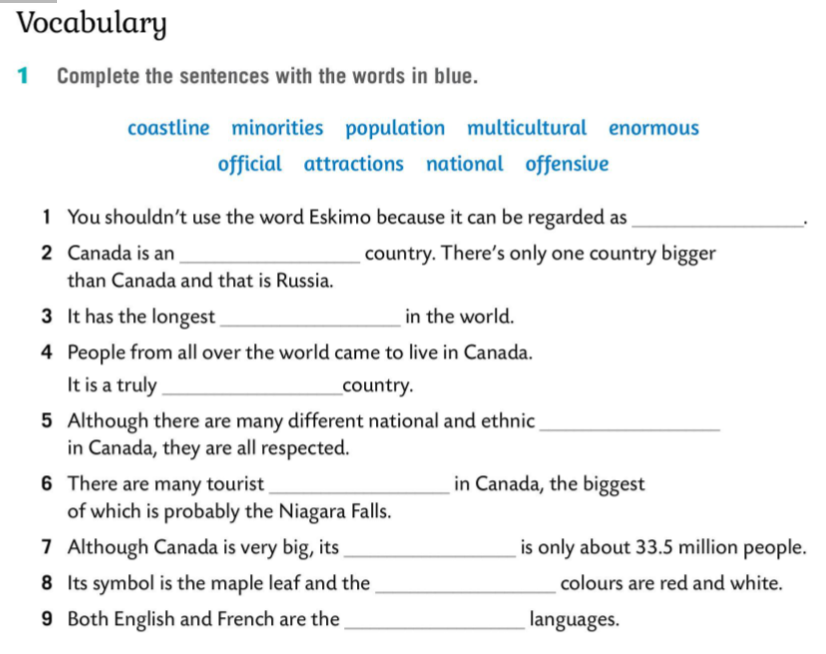 Vocabulary
1 Complete the sentences with the words in blue.
coastline minorities population multicultural enormous
official attractions national offensive
1 You shouldn't use the word Eskimo because it can be regarded as ________________.
2 Canada is an ________________ country. There's only one country bigger
than Canada and that is Russia.
3 It has the longest ________________ in the world.
4 People from all over the world came to live in Canada.
It is a truly ________________ country.
5 Although there are many different national and ethnic ________________
in Canada, they are all respected.
6 There are many tourist ________________ in Canada, the biggest
of which is probably the Niagara Falls.
7 Although Canada is very big, its ________________ is only about 33.5 million people.
8 Its symbol is the maple leaf and the ________________ colours are red and white.
9 Both English and French are the ________________ languages.